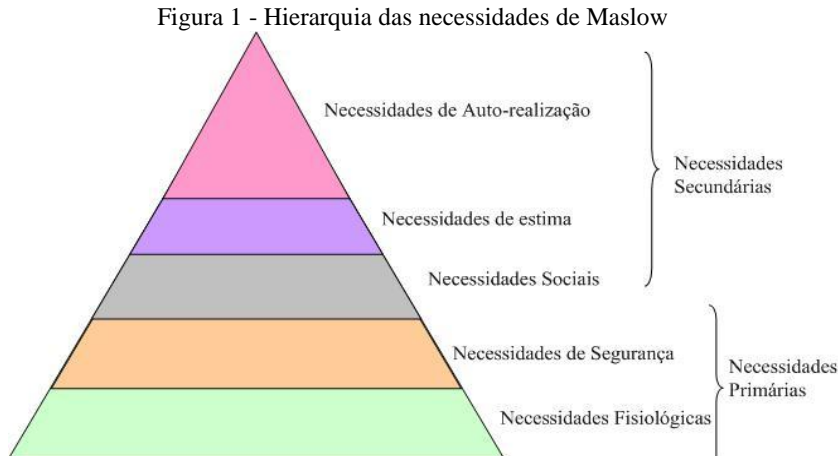 Figura 1 - Hierarquia das necessidades de Maslow
Necessidades de Auto-realização
Necessidades
Secundárias
Necessidades de estima
Necessidades Sociais
Necessidades de Segurança
Necessidades
Primárias
Necessidades Fisiológicas